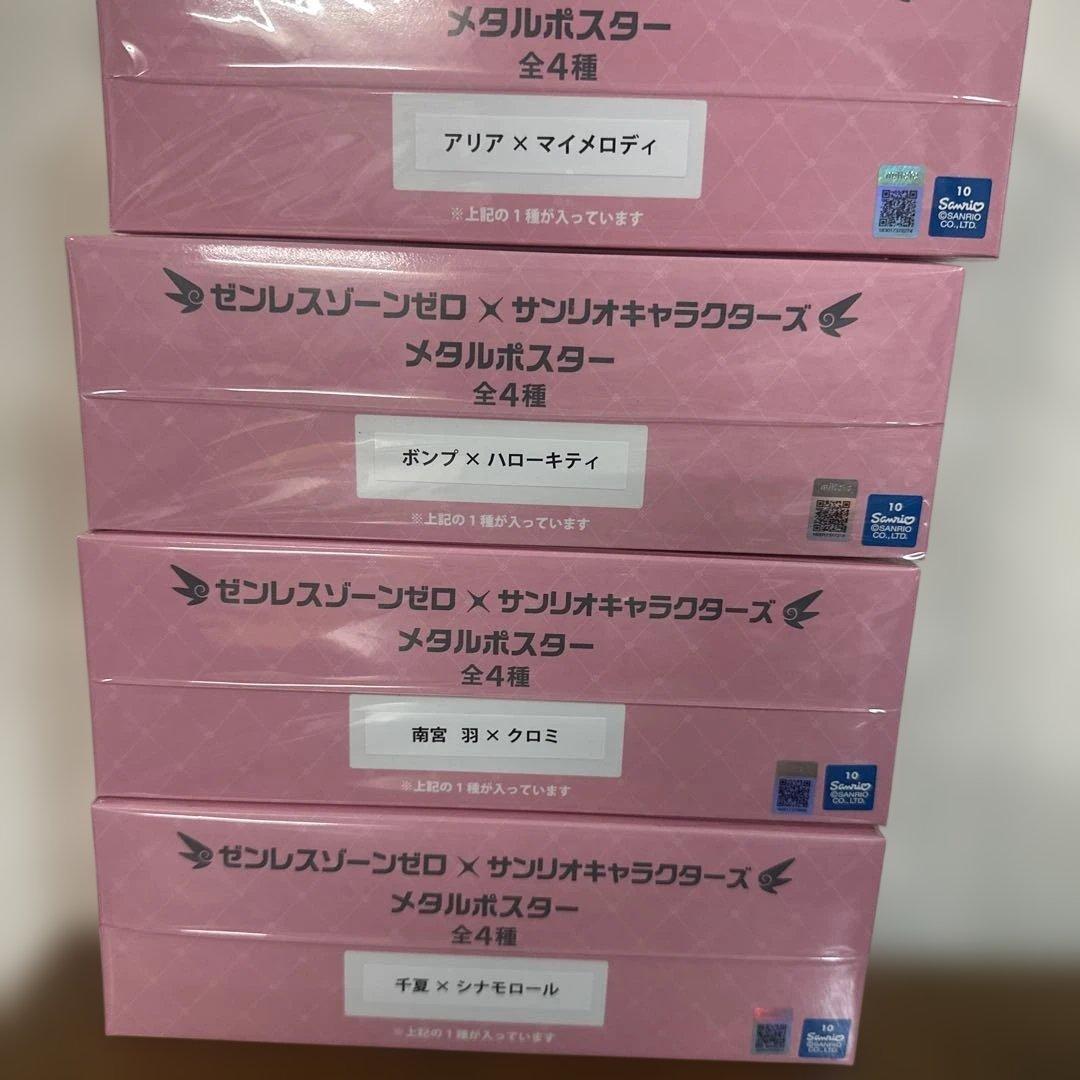 メタルポスター
全4種
アリア×マイメロディ
※上記の1種が入っています
10
Sanrio
©SANRIO
CO.,LTD.
ゼンレスゾーンゼロ×サンリオキャラクターズ
メタルポスター
全4種
ボンプ×ハローキティ
※上記の1種が入っています
10
Sanrio
©SANRIO
CO.,LTD.
ゼンレスゾーンゼロ×サンリオキャラクターズ
メタルポスター
全4種
南宮 羽×クロミ
※上記の1種が入っています
10
Sanrio
©SANRIO
CO.,LTD.
ゼンレスゾーンゼロ×サンリオキャラクターズ
メタルポスター
全4種
千夏×シナモロール
※上記の1種が入っています
10
Sanrio
©SANRIO
CO.,LTD.